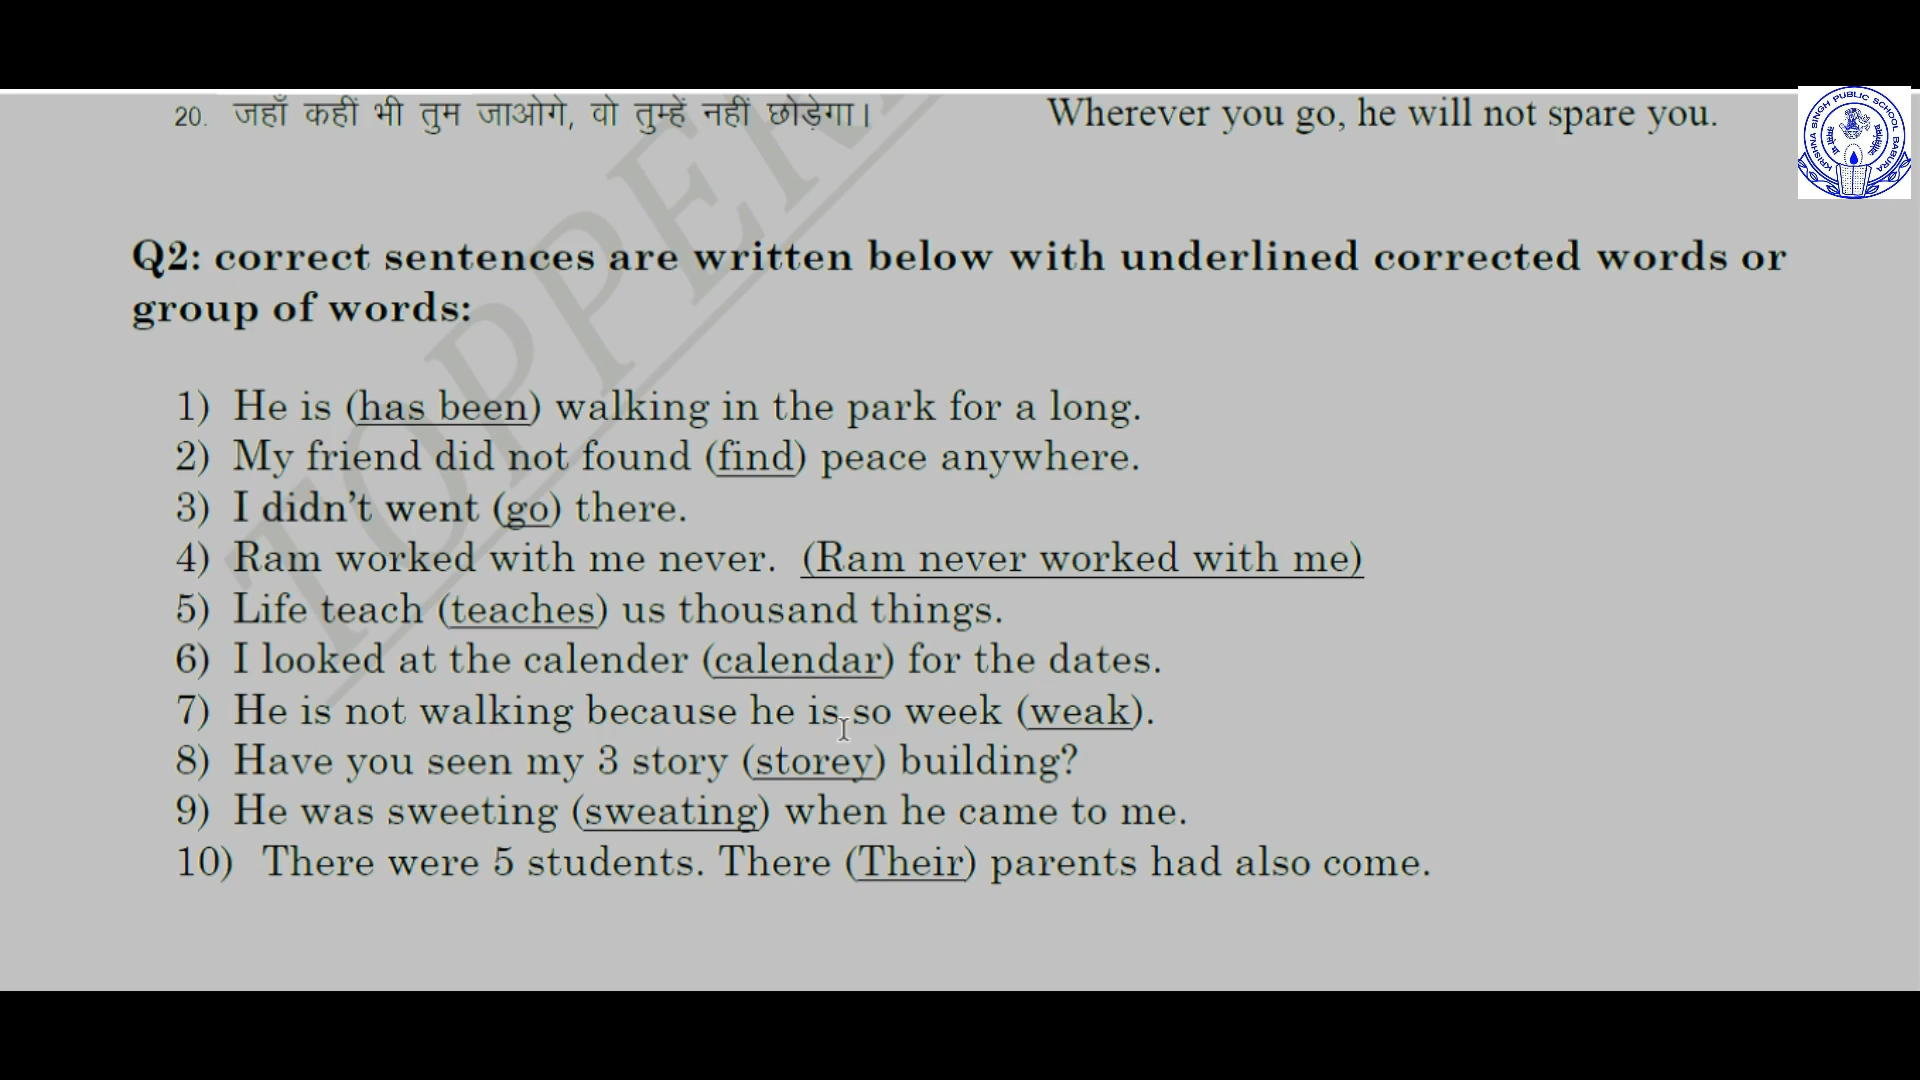 20. जहाँ कहीं भी तुम जाओगे, वो तुम्हें नहीं छोड़ेगा। Wherever you go, he will not spare you.
KRISHNA SINGH PUBLIC SCHOOL BABURA
Q2: correct sentences are written below with underlined corrected words or
group of words:
1) He is (has been) walking in the park for a long.
2) My friend did not found (find) peace anywhere.
3) I didn’t went (go) there.
4) Ram worked with me never. (Ram never worked with me)
5) Life teach (teaches) us thousand things.
6) I looked at the calender (calendar) for the dates.
7) He is not walking because he is so week (weak).
8) Have you seen my 3 story (storey) building?
9) He was sweeting (sweating) when he came to me.
10) There were 5 students. There (Their) parents had also come.
TOPPER